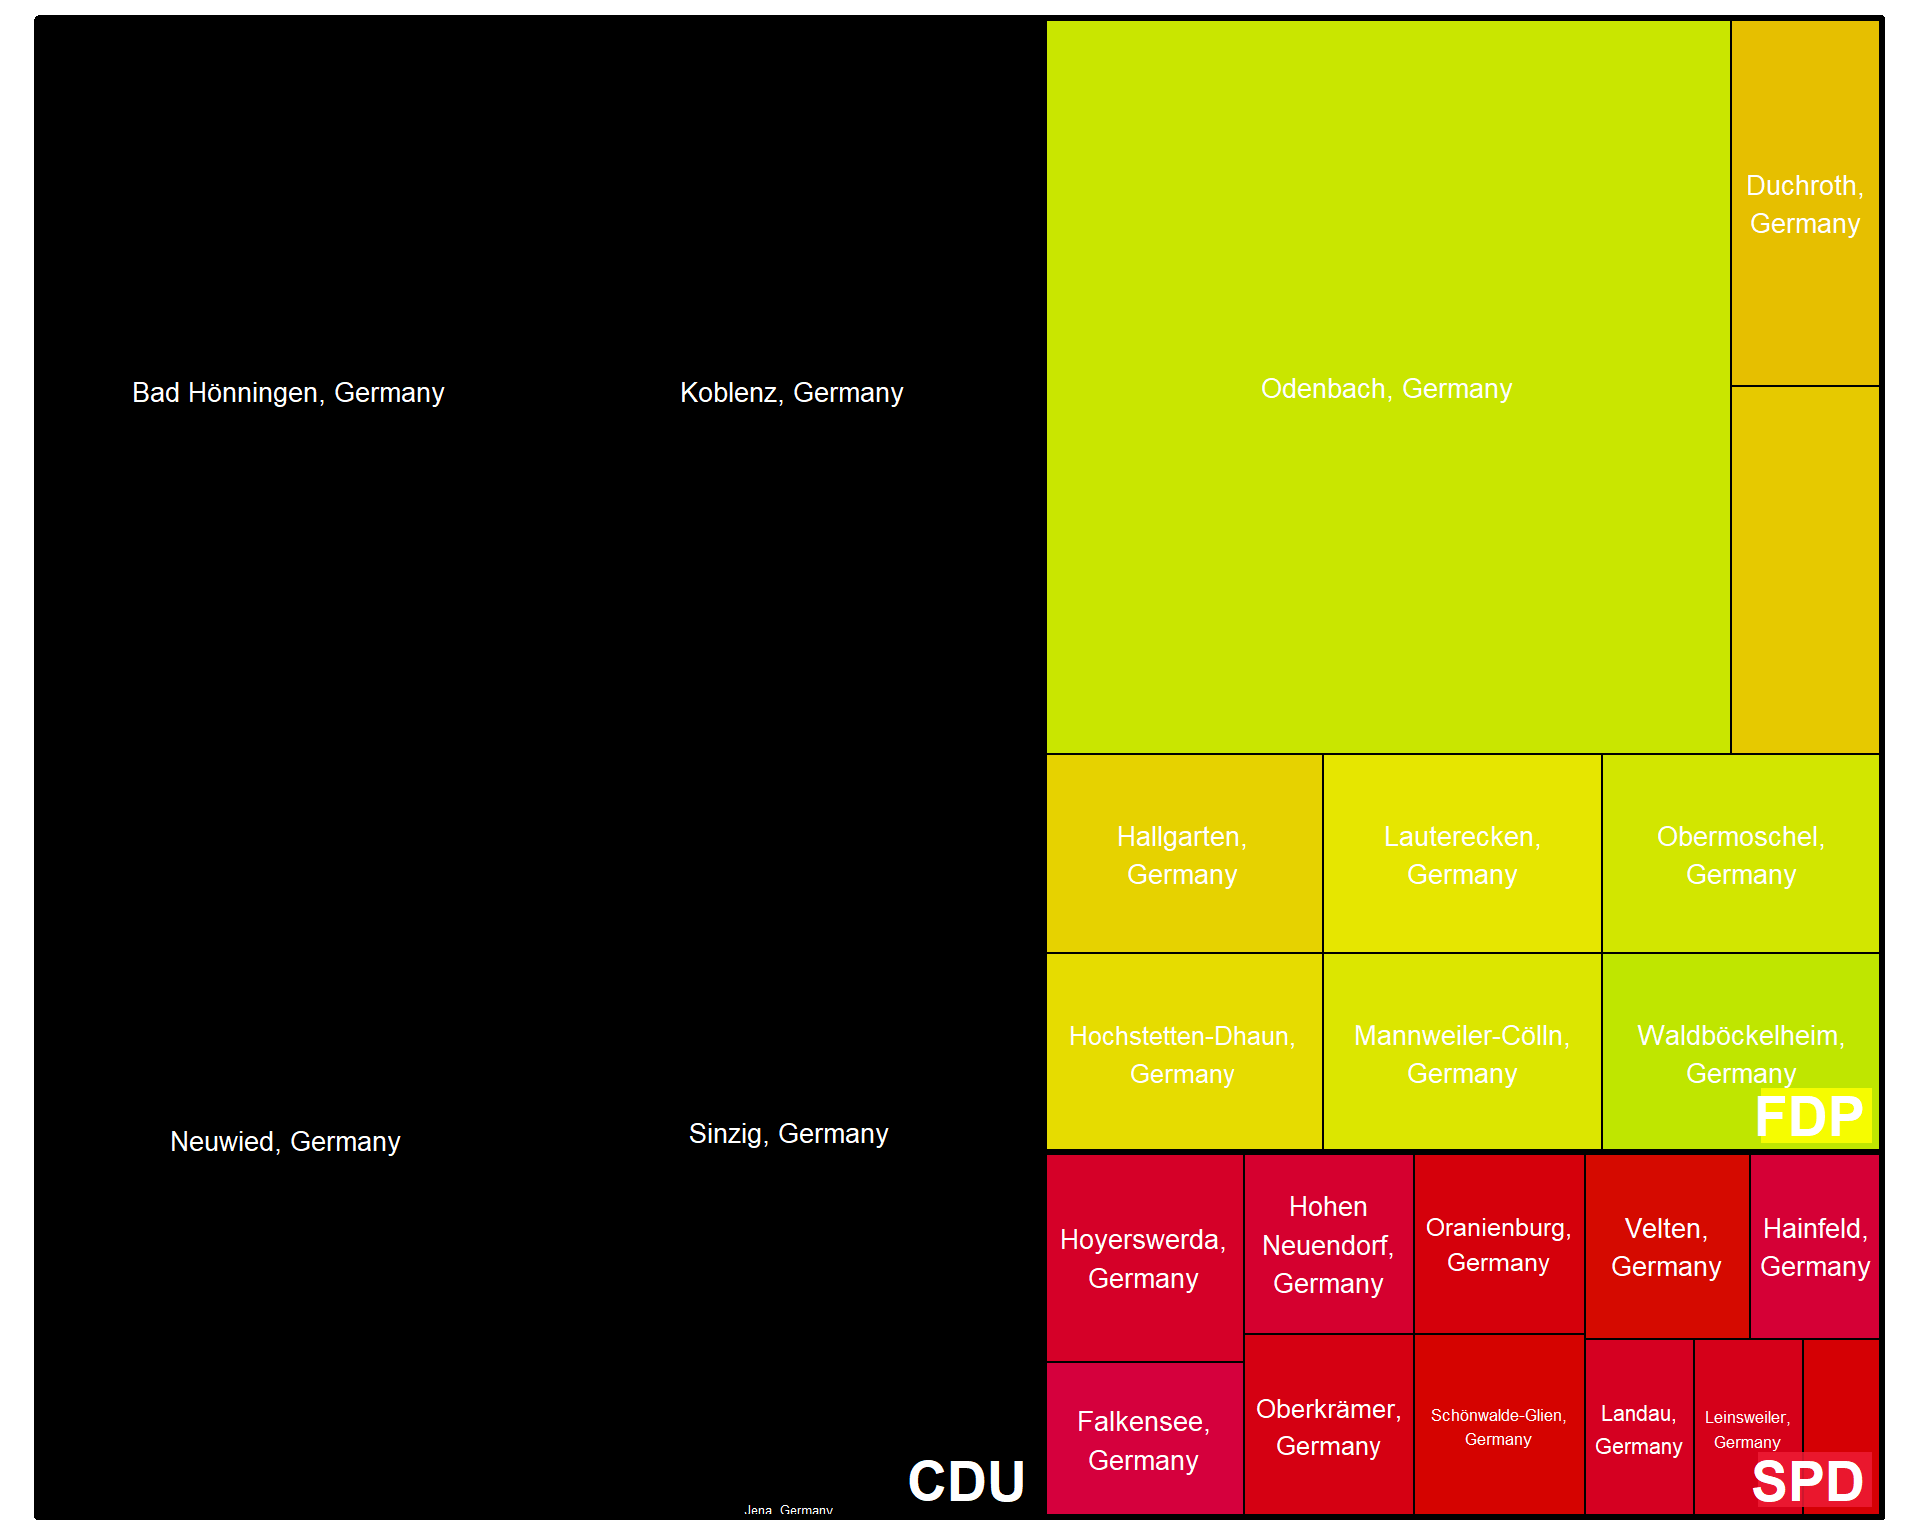 Bad Hönningen, Germany
Koblenz, Germany
Neuwied, Germany
Sinzig, Germany
Jena, Germany
CDU
Odenbach, Germany
Duchroth,
Germany
Hallgarten,
Germany
Lauterecken,
Germany
Obermoschel,
Germany
Hochstetten-Dhaun,
Germany
Mannweiler-Cölln,
Germany
Waldböckelheim,
Germany
FDP
Hoyerswerda,
Germany
Hohen
Neuendorf,
Germany
Oranienburg,
Germany
Velten,
Germany
Hainfeld,
Germany
Falkensee,
Germany
Oberkrämer,
Germany
Schönwalde-Glien,
Germany
Landau,
Germany
Leinsweiler,
Germany
SPD